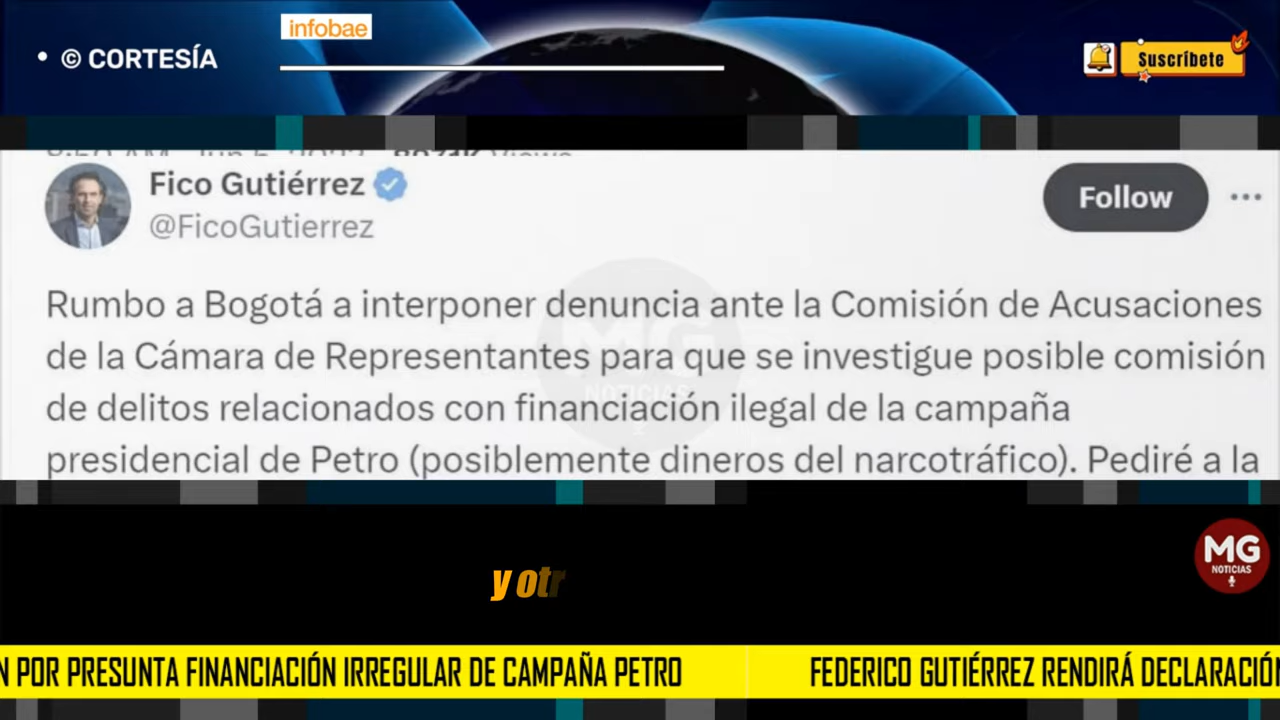 infobae
• © CORTESÍA
Suscríbete
Fico Gutiérrez
@FicoGutierrez
Follow
Rumbo a Bogotá a interponer denuncia ante la Comisión de Acusaciones
de la Cámara de Representantes para que se investigue posible comisión
de delitos relacionados con financiación ilegal de la campaña
presidencial de Petro (posiblemente dineros del narcotráfico). Pediré a la
MG
NOTICIAS
MG
NOTICIAS
y otr
N POR PRESUNTA FINANCIACIÓN IRREGULAR DE CAMPAÑA PETRO
FEDERICO GUTIÉRREZ RENDIRÁ DECLARACIÓN